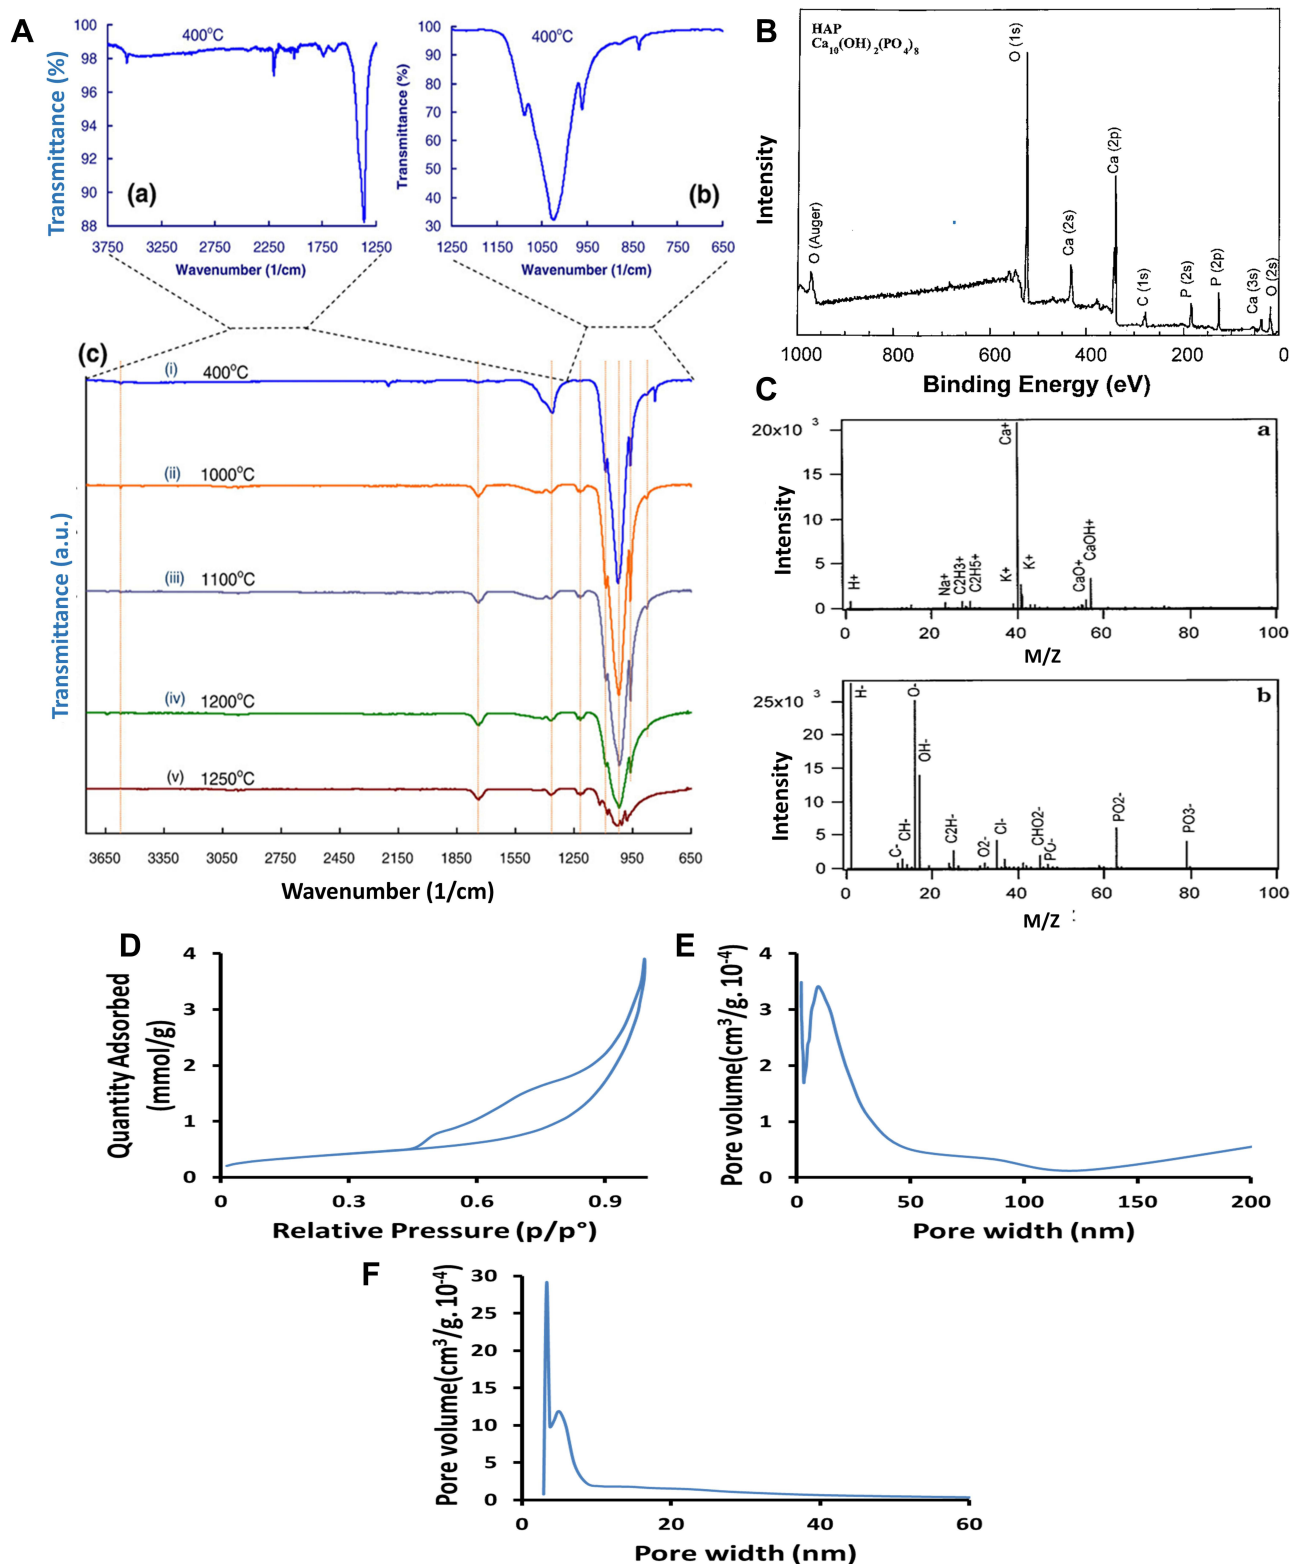 A
Transmittance (%)
100
98
96
94
92
90
88
400°C
(a)
3750 3250 2750 2250 1750 1250
Wavenumber (1/cm)
Transmittance (%)
100
90
80
70
60
50
40
30
400°C
(b)
1250 1150 1050 950 850 750 650
Wavenumber (1/cm)
(c)
Transmittance (a.u.)
(i) 400°C
(ii) 1000°C
(iii) 1100°C
(iv) 1200°C
(v) 1250°C
3650 3350 3050 2750 2450 2150 1850 1550 1250 950 650
Wavenumber (1/cm)
B
HAP
Ca10(OH)2(PO4)8
Intensity
O (Auger)
O (1s)
Ca (2s)
Ca (2p)
C (1s)
P (2s)
P (2p)
Ca (3s)
O (2s)
1000 800 600 400 200 0
Binding Energy (eV)
C
a
Intensity
20x10 3
15
10
5
0
H+
Na+
C2H3+
C2H5+
K+
Ca+
K+
CaO+
CaOH+
0 20 40 60 80 100
M/Z
b
Intensity
25x10 3
20
15
10
5
0
H-
C-
CH-
O-
OH-
C2H-
O2-
Cl-
CHO2-
PO-
PO2-
PO3-
0 20 40 60 80 100
M/Z :
D
Quantity Adsorbed
(mmol/g)
4
3
2
1
0
0 0.3 0.6 0.9
Relative Pressure (p/p°)
E
Pore volume(cm³/g. 10⁻⁴)
4
3
2
1
0
0 50 100 150 200
Pore width (nm)
F
Pore volume(cm³/g. 10⁻⁴)
30
25
20
15
10
5
0
0 20 40 60
Pore width (nm)